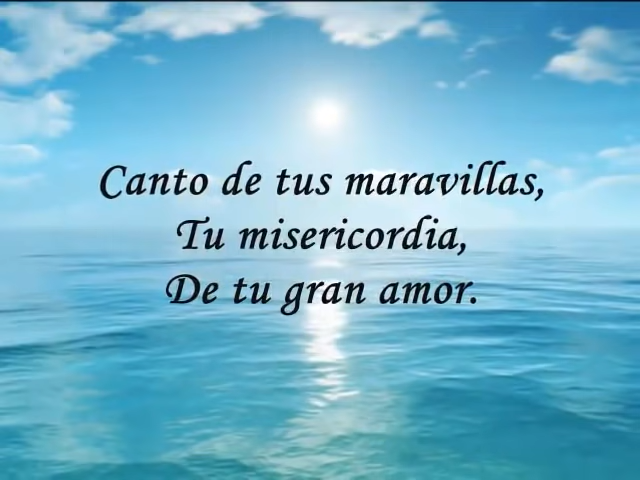 Canto de tus maravillas,
Tu misericordia,
De tu gran amor.